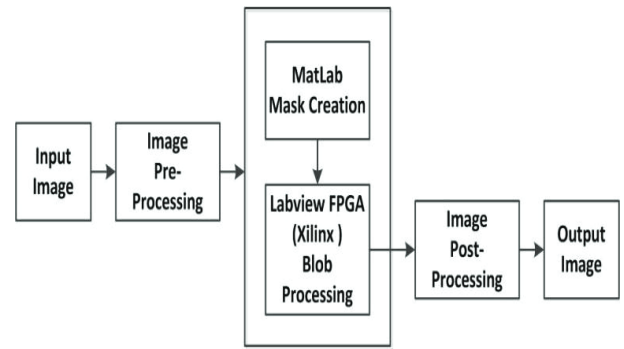 Input
Image
Image
Pre-
Processing
MatLab
Mask Creation
Labview FPGA
(Xilinx )
Blob
Processing
Image
Post-
Processing
Output
Image